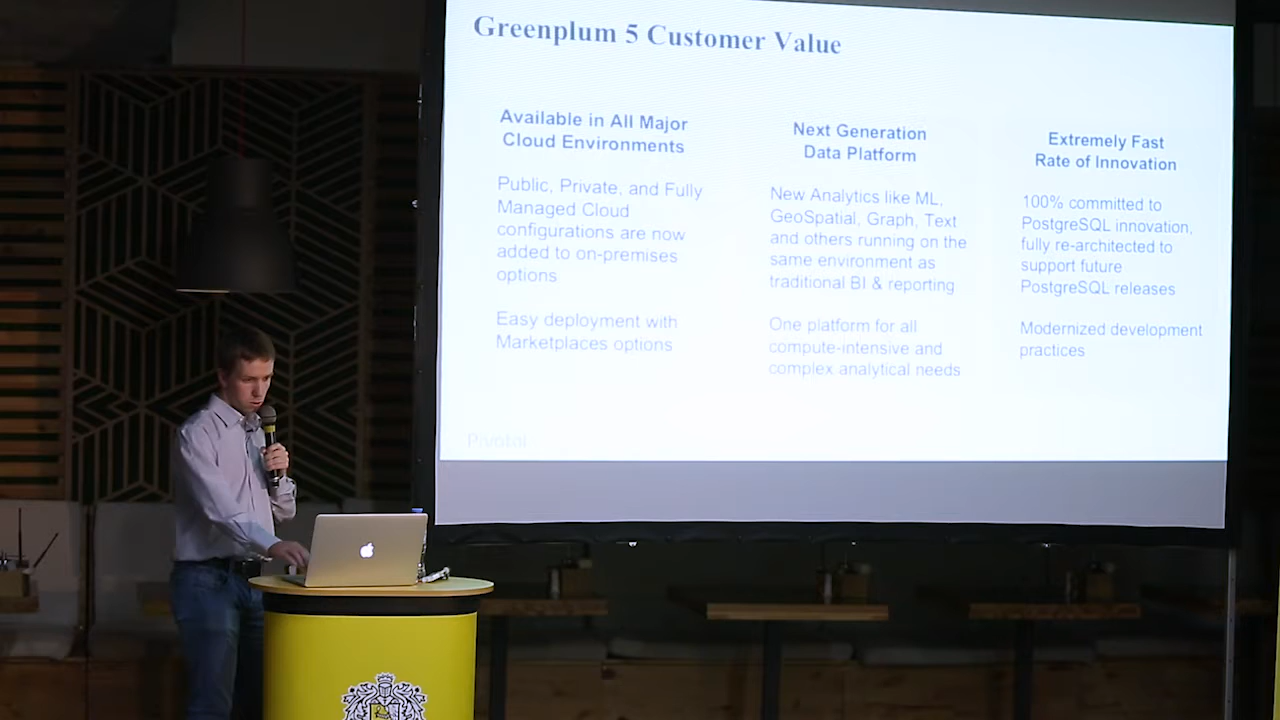 Greenplum 5 Customer Value
Available in All Major
Cloud Environments
Public, Private, and Fully
Managed Cloud
configurations are now
added to on-premises
options
Easy deployment with
Marketplaces options
Next Generation
Data Platform
New Analytics like ML,
GeoSpatial, Graph, Text
and others running on the
same environment as
traditional BI & reporting
One platform for all
compute-intensive and
complex analytical needs
Extremely Fast
Rate of Innovation
100% committed to
PostgreSQL innovation,
fully re-architected to
support future
PostgreSQL releases
Modernized development
practices
Pivotal